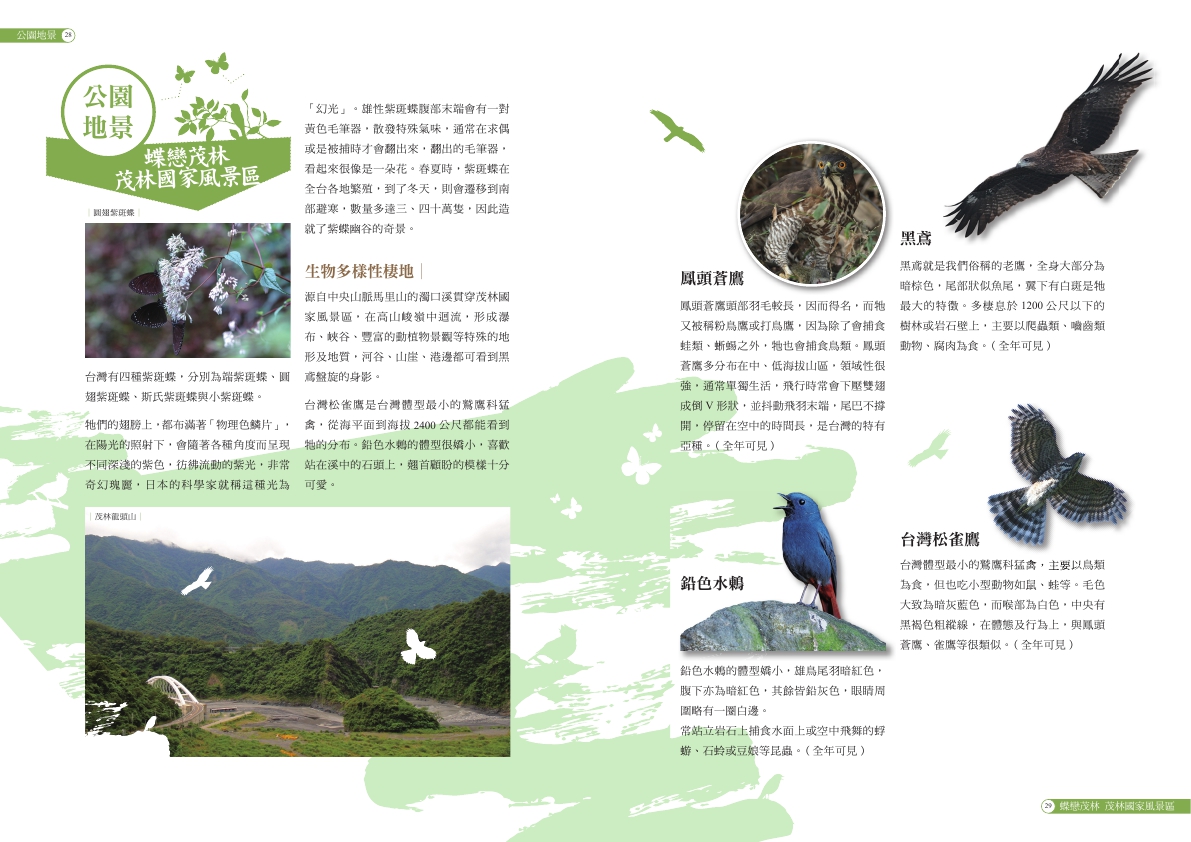 公園地景 28
公園
地景
蝶戀茂林
茂林國家風景區
｜圓翅紫斑蝶｜
台灣有四種紫斑蝶，分別為端紫斑蝶、圓
翅紫斑蝶、斯氏紫斑蝶與小紫斑蝶。
牠們的翅膀上，都布滿著「物理色鱗片」，
在陽光的照射下，會隨著各種角度而呈現
不同深淺的紫色，彷彿流動的紫光，非常
奇幻瑰麗，日本的科學家就稱這種光為
「幻光」。雄性紫斑蝶腹部末端會有一對
黃色毛筆器，散發特殊氣味，通常在求偶
或是被捕時才會翻出來，翻出的毛筆器，
看起來很像是一朵花。春夏時，紫斑蝶在
全台各地繁殖，到了冬天，則會遷移到南
部避寒，數量多達三、四十萬隻，因此造
就了紫蝶幽谷的奇景。
生物多樣性棲地｜
源自中央山脈馬里山的濁口溪貫穿茂林國
家風景區，在高山峻嶺中迴流，形成瀑
布、峽谷、豐富的動植物景觀等特殊的地
形及地質，河谷、山崖、港邊都可看到黑
鳶盤旋的身影。
台灣松雀鷹是台灣體型最小的鷲鷹科猛
禽，從海平面到海拔 2400 公尺都能看到
牠的分布。鉛色水鶇的體型很嬌小，喜歡
站在溪中的石頭上，翹首顧盼的模樣十分
可愛。
｜茂林龍頭山｜
鳳頭蒼鷹
鳳頭蒼鷹頭部羽毛較長，因而得名，而牠
又被稱粉鳥鷹或打鳥鷹，因為除了會捕食
蛙類、蜥蜴之外，牠也會捕食鳥類。鳳頭
蒼鷹多分布在中、低海拔山區，領域性很
強，通常單獨生活，飛行時常會下壓雙翅
成倒 V 形狀，並抖動飛羽末端，尾巴不撐
開，停留在空中的時間長，是台灣的特有
亞種。（全年可見）
鉛色水鶇
鉛色水鶇的體型嬌小，雄鳥尾羽暗紅色，
腹下亦為暗紅色，其餘皆鉛灰色，眼睛周
圍略有一圈白邊。
常站立岩石上捕食水面上或空中飛舞的蜉
蝣、石蛉或豆娘等昆蟲。（全年可見）
黑鳶
黑鳶就是我們俗稱的老鷹，全身大部分為
暗棕色，尾部狀似魚尾，翼下有白斑是牠
最大的特徵。多棲息於 1200 公尺以下的
樹林或岩石壁上，主要以爬蟲類、嚙齒類
動物、腐肉為食。（全年可見）
台灣松雀鷹
台灣體型最小的鷲鷹科猛禽，主要以鳥類
為食，但也吃小型動物如鼠、蛙等。毛色
大致為暗灰藍色，而喉部為白色，中央有
黑褐色粗縱線，在體態及行為上，與鳳頭
蒼鷹、雀鷹等很類似。（全年可見）
29 蝶戀茂林 茂林國家風景區